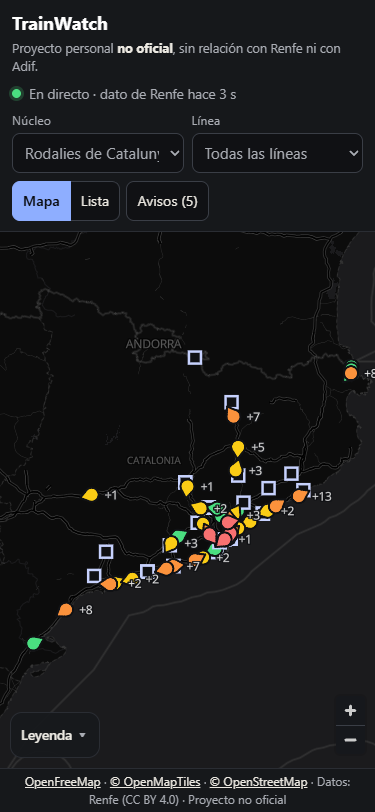 TrainWatch
Proyecto personal no oficial, sin relación con Renfe ni con
Adif.
En directo · dato de Renfe hace 3 s
Núcleo
Línea
Rodalies de Cataluny
Todas las líneas
Mapa
Lista
Avisos (5)
ANDORRA
+8
+7
+5
CATALONIA
+3
+1
+1
+13
+2
+3
+2
+3
+1
+2
+7
+2
+2
+8
+
−
Leyenda
OpenFreeMap · © OpenMapTiles · © OpenStreetMap · Datos:
Renfe (CC BY 4.0) · Proyecto no oficial